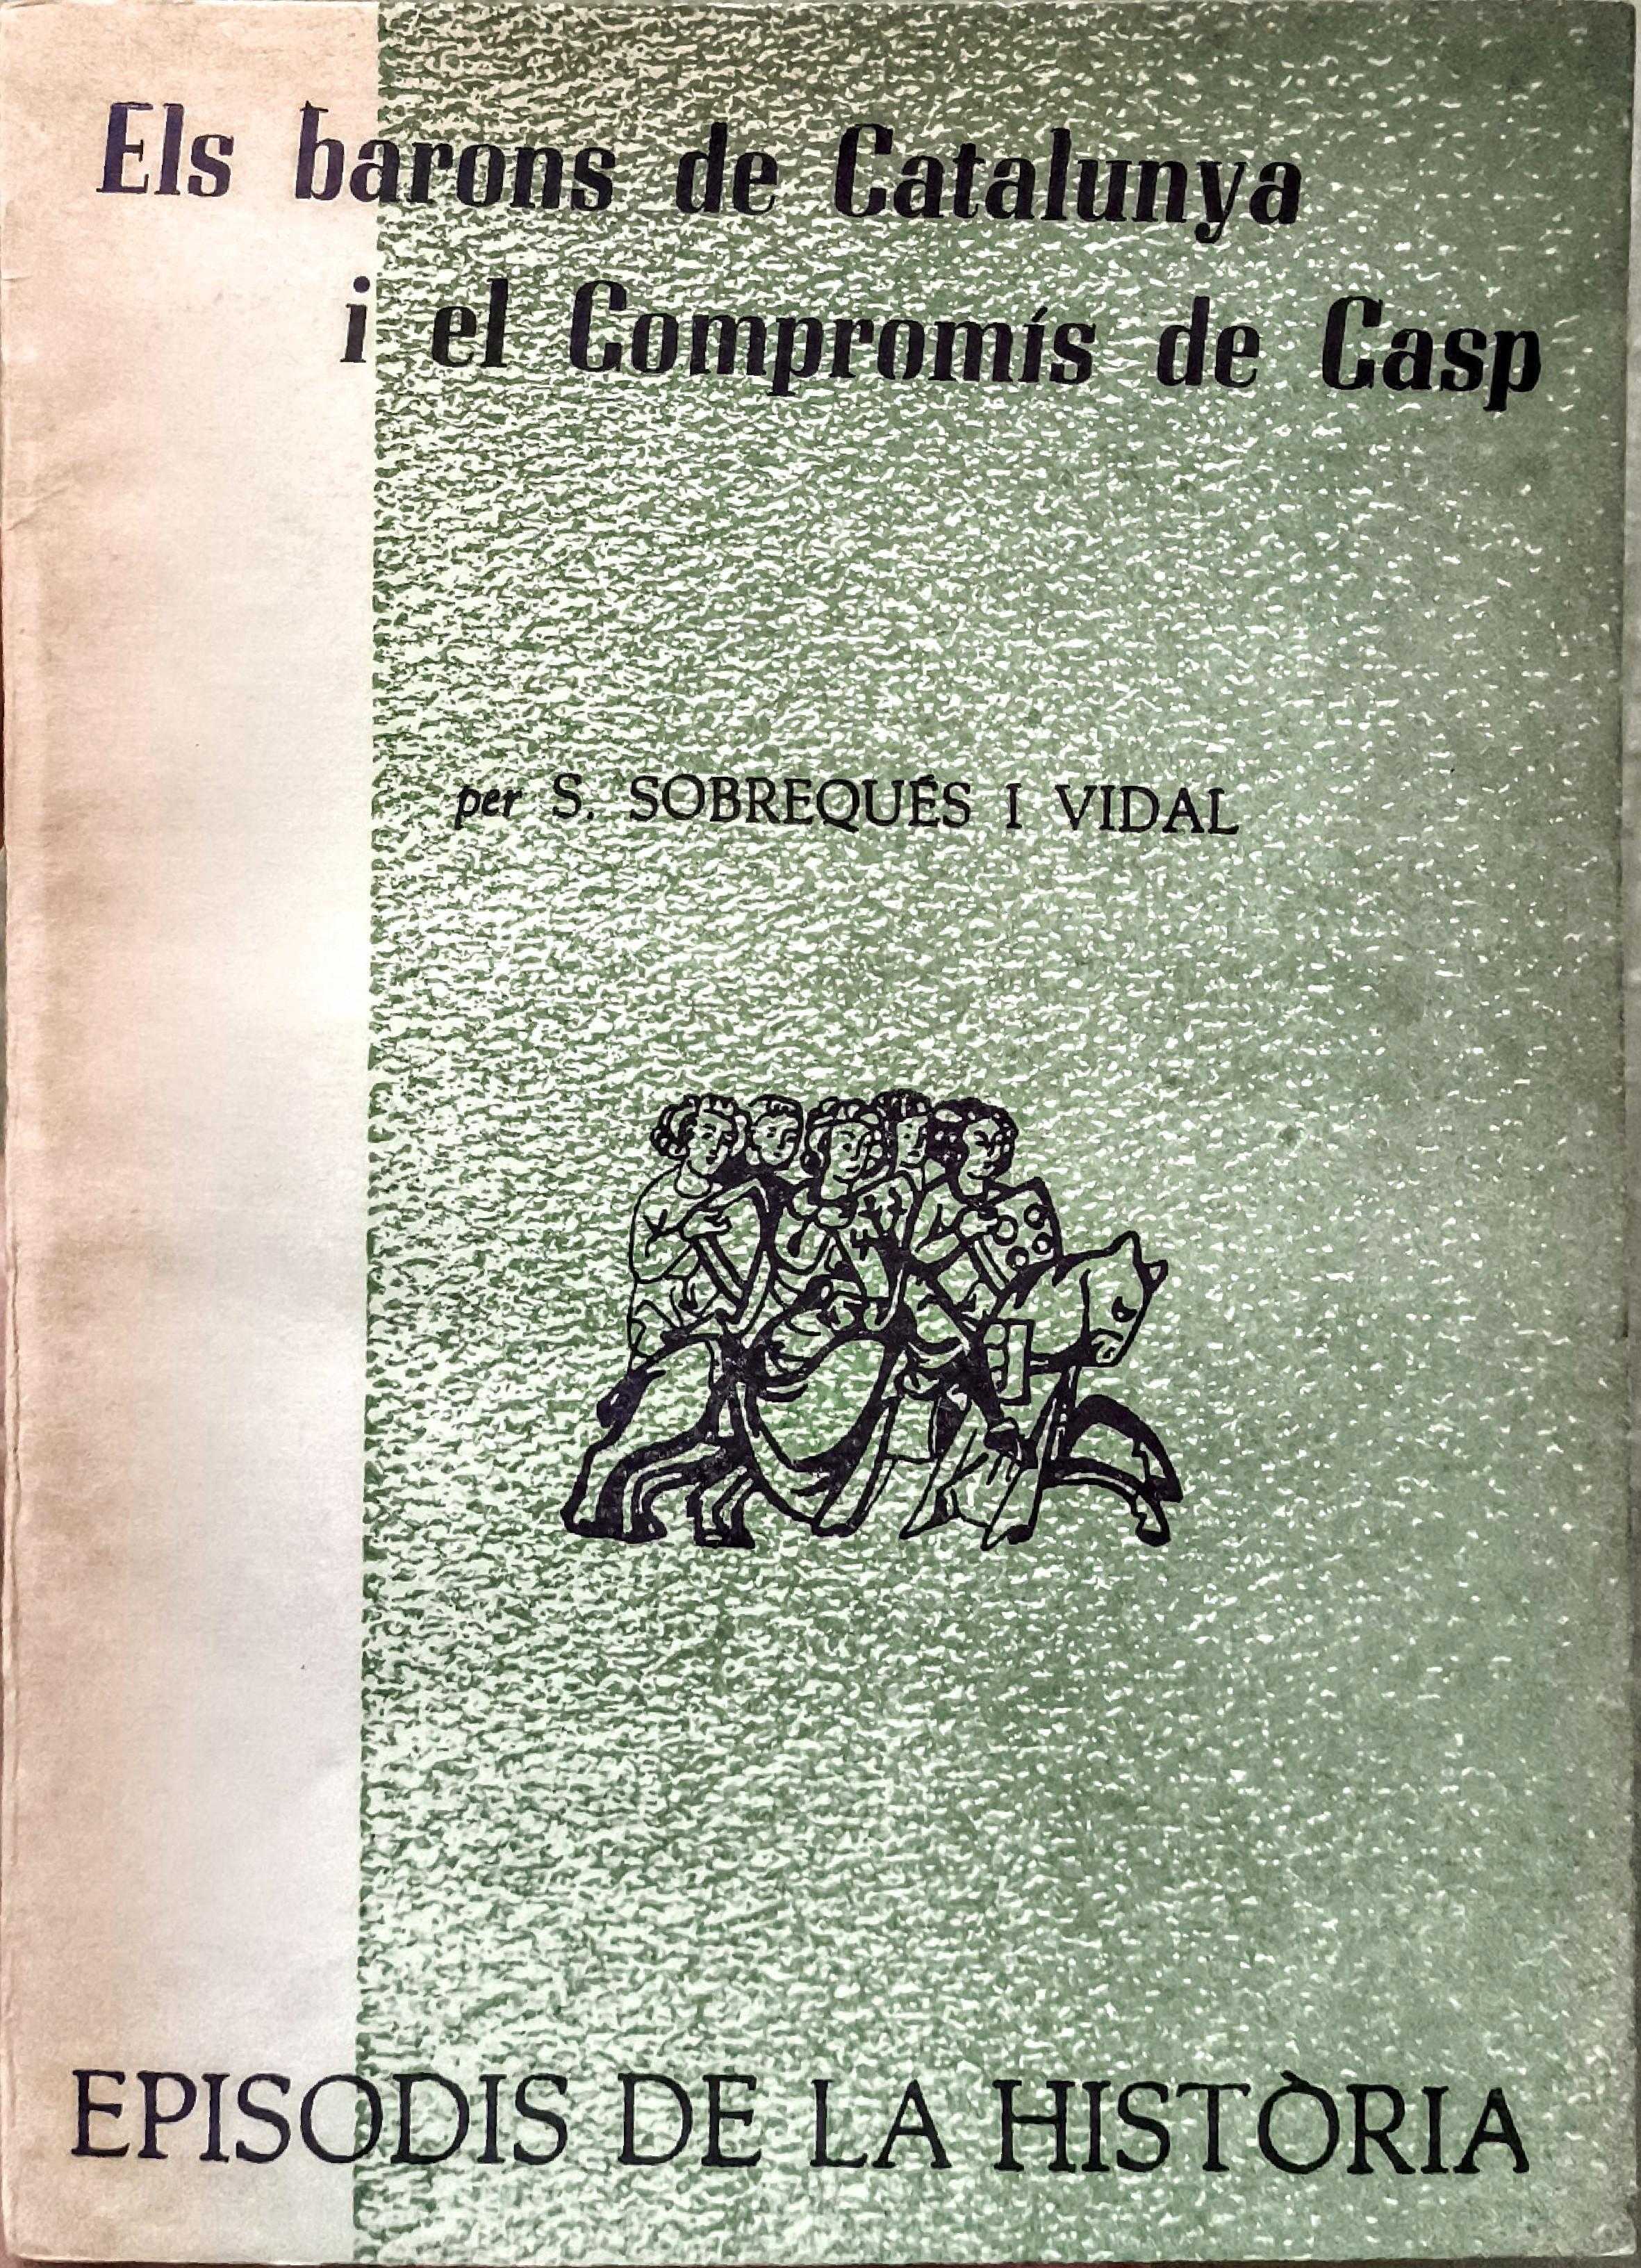 Els barons de Catalunya
i el Compromís de Casp
per S. SOBREQUÉS I VIDAL
EPISODIS DE LA HISTÒRIA